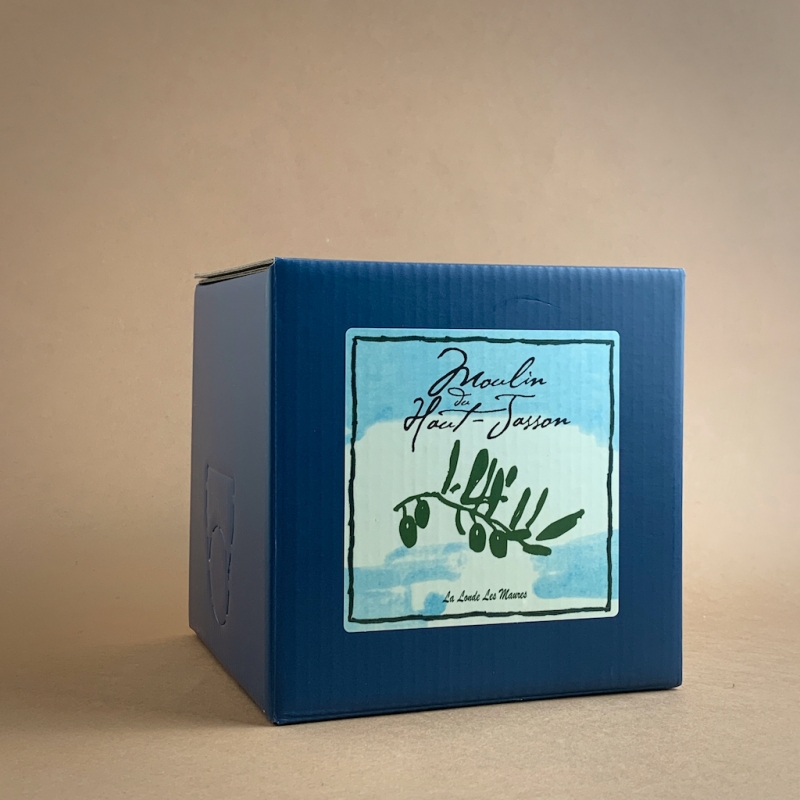 Moulin
du
Haut-Jasson
La Londe Les Maures